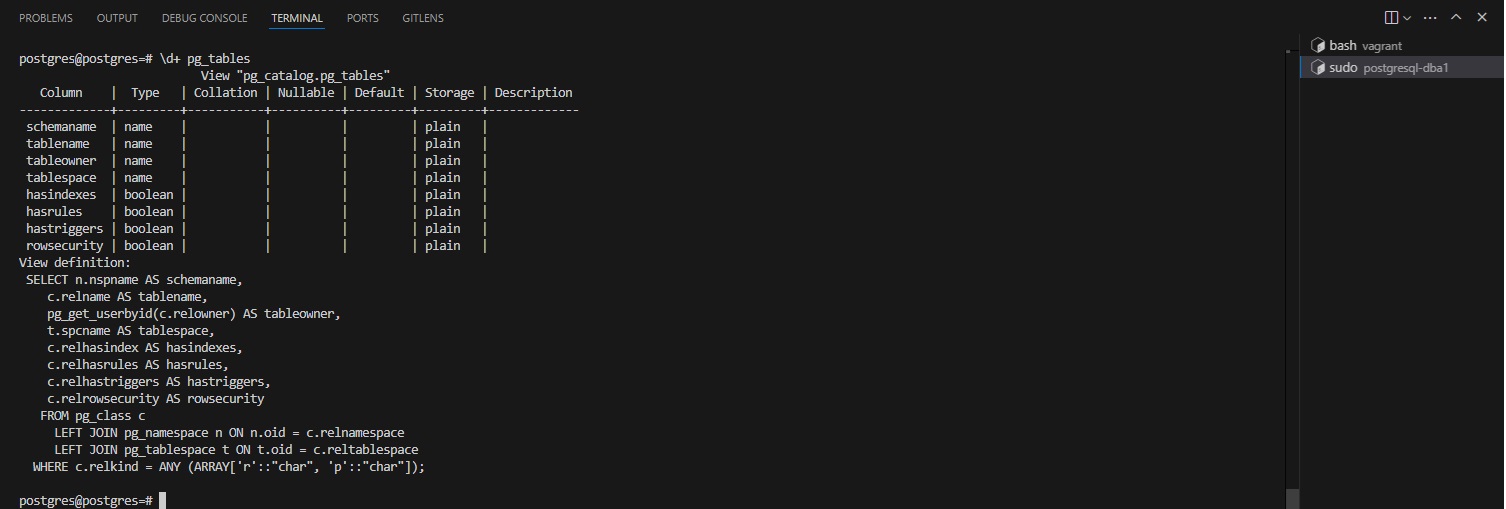 PROBLEMS OUTPUT DEBUG CONSOLE TERMINAL PORTS GITLENS
postgres@postgres=# \d+ pg_tables
                          View "pg_catalog.pg_tables"
   Column    |  Type   | Collation | Nullable | Default | Storage | Description
-------------+---------+-----------+----------+---------+---------+-------------
 schemaname  | name    |           |          |         | plain   |
 tablename   | name    |           |          |         | plain   |
 tableowner  | name    |           |          |         | plain   |
 tablespace  | name    |           |          |         | plain   |
 hasindexes  | boolean |           |          |         | plain   |
 hasrules    | boolean |           |          |         | plain   |
 hastriggers | boolean |           |          |         | plain   |
 rowsecurity | boolean |           |          |         | plain   |
View definition:
 SELECT n.nspname AS schemaname,
    c.relname AS tablename,
    pg_get_userbyid(c.relowner) AS tableowner,
    t.spcname AS tablespace,
    c.relhasindex AS hasindexes,
    c.relhasrules AS hasrules,
    c.relhastriggers AS hastriggers,
    c.relrowsecurity AS rowsecurity
   FROM pg_class c
     LEFT JOIN pg_namespace n ON n.oid = c.relnamespace
     LEFT JOIN pg_tablespace t ON t.oid = c.reltablespace
  WHERE c.relkind = ANY (ARRAY['r'::"char", 'p'::"char"]);
postgres@postgres=#
bash vagrant
sudo postgresql-dba1